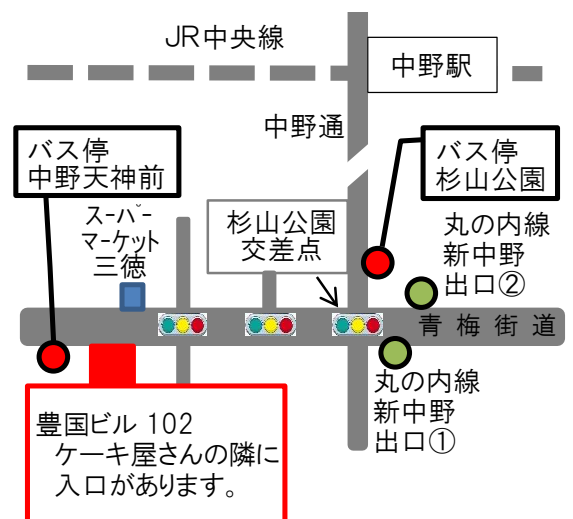 JR中央線
中野駅
中野通
バス停
中野天神前
バス停
杉山公園
スーパー
マーケット
三徳
杉山公園
交差点
丸の内線
新中野
出口②
青梅街道
丸の内線
新中野
出口①
豊国ビル 102
ケーキ屋さんの隣に
入口があります。